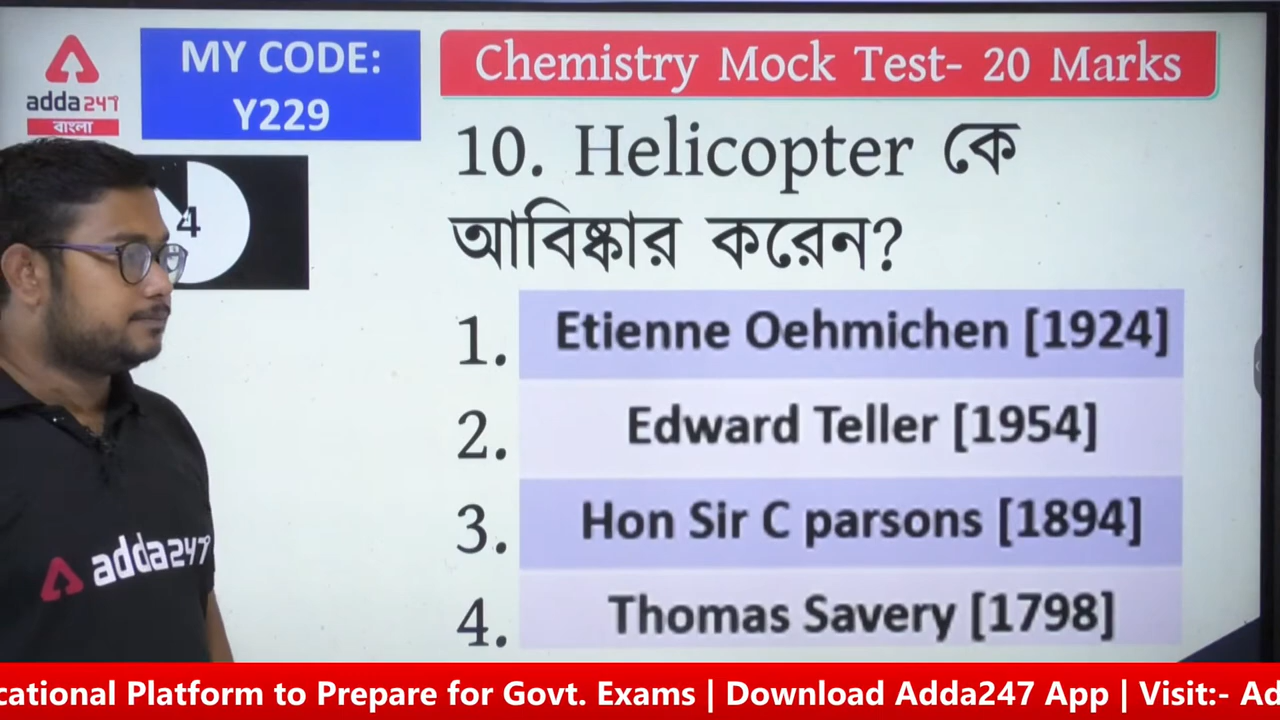 adda247
বাংলা
MY CODE:
Y229
4
Chemistry Mock Test- 20 Marks
10. Helicopter কে
আবিষ্কার করেন?
1. Etienne Oehmichen [1924]
2. Edward Teller [1954]
3. Hon Sir C parsons [1894]
4. Thomas Savery [1798]
adda247
cational Platform to Prepare for Govt. Exams | Download Adda247 App | Visit:- Ad